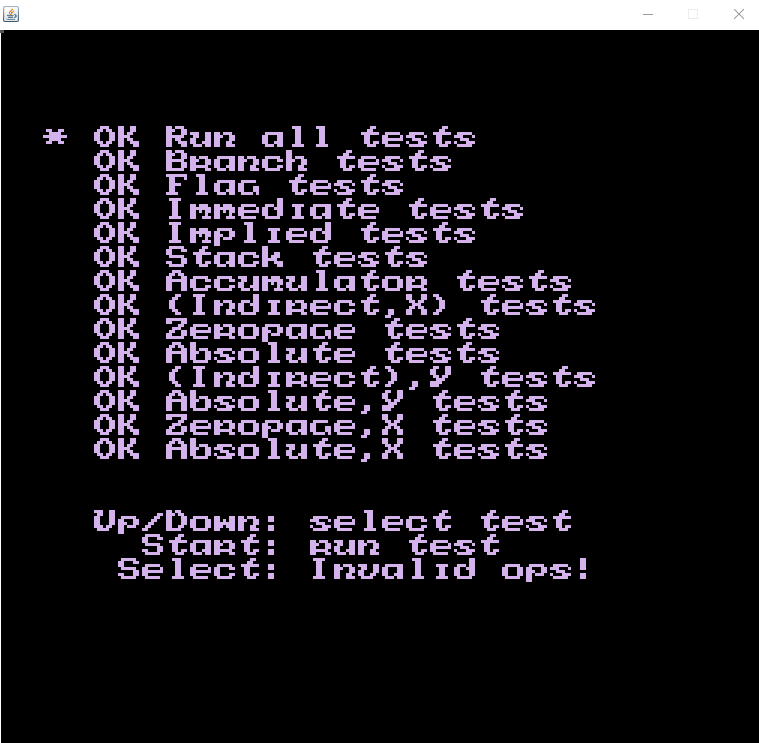 * OK Run all tests
OK Branch tests
OK Flag tests
OK Immediate tests
OK Implied tests
OK Stack tests
OK Accumulator tests
OK (Indirect,X) tests
OK Zeropage tests
OK Absolute tests
OK (Indirect),Y tests
OK Absolute,Y tests
OK Zeropage,X tests
OK Absolute,X tests
Up/Down: select test
Start: run test
Select: Invalid ops!